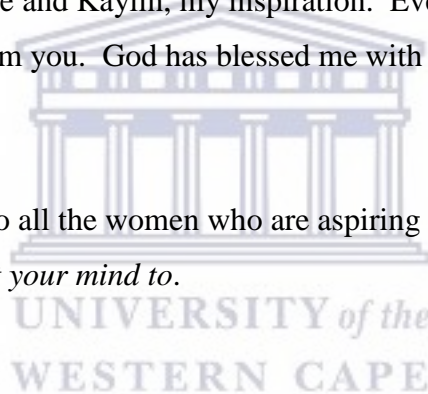 e and Kaylin, my inspiration. Eve
m you. God has blessed me with
o all the women who are aspiring
your mind to.
UNIVERSITY of the
WESTERN CAPE